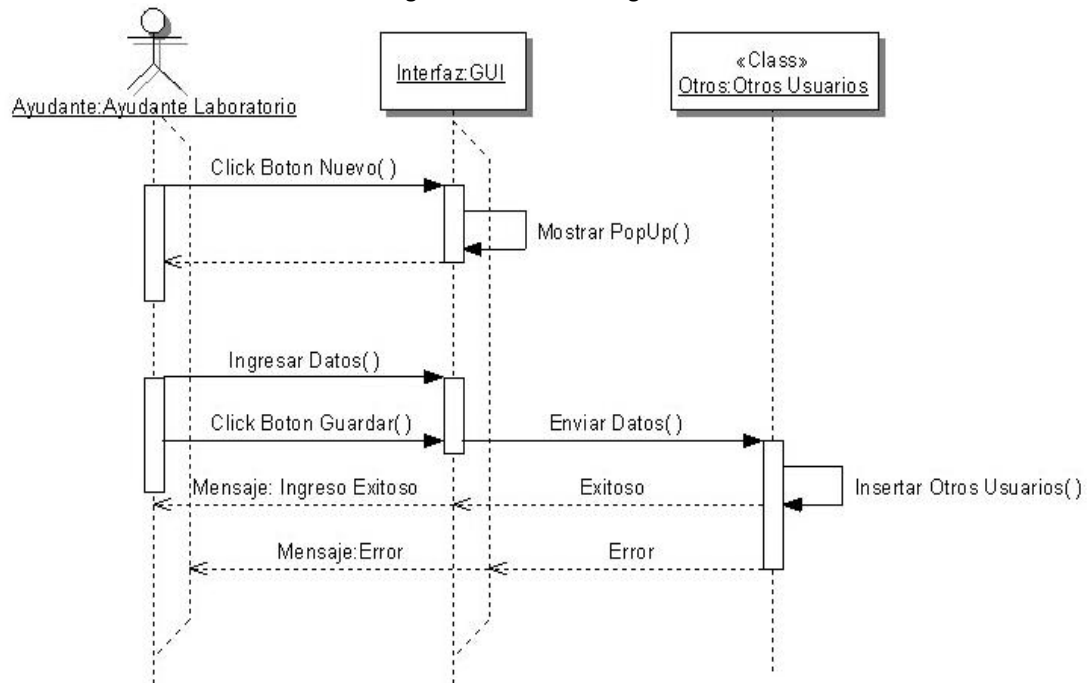 Interfaz:GUI
«Class»
Otros:Otros Usuarios
Ayudante:Ayudante Laboratorio
Click Boton Nuevo( )
Mostrar PopUp( )
Ingresar Datos( )
Click Boton Guardar( )
Enviar Datos( )
Mensaje: Ingreso Exitoso
Exitoso
Insertar Otros Usuarios( )
Mensaje:Error
Error